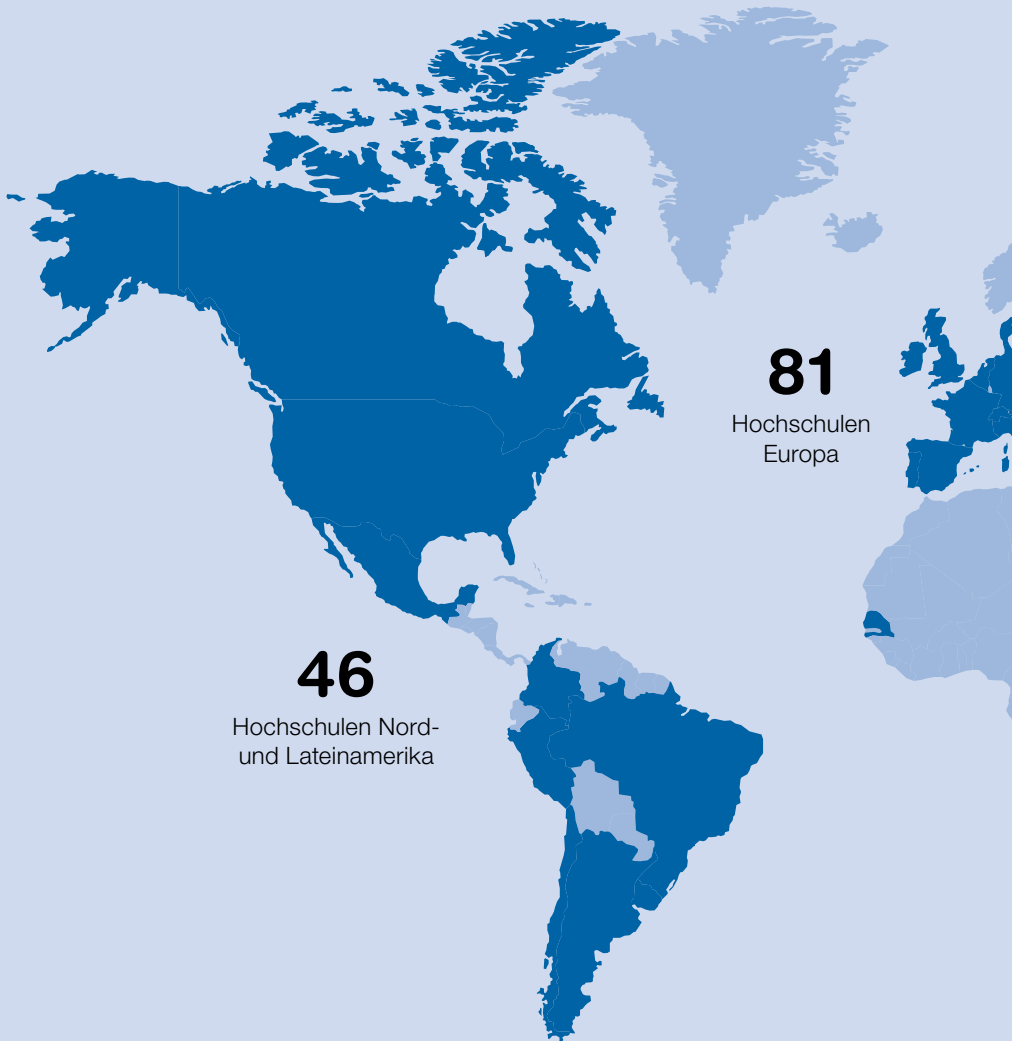 81
Hochschulen
Europa
46
Hochschulen Nord-
und Lateinamerika